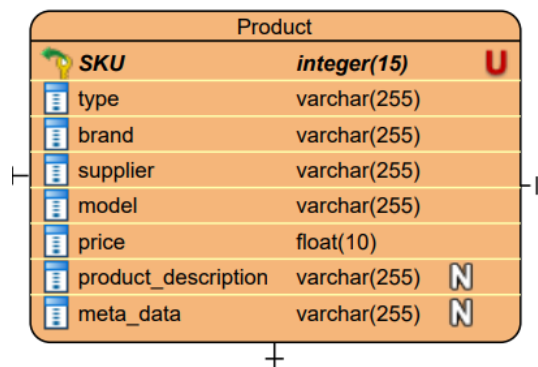 Product
SKU integer(15) U
type varchar(255)
brand varchar(255)
supplier varchar(255)
model varchar(255)
price float(10)
product_description varchar(255) N
meta_data varchar(255) N